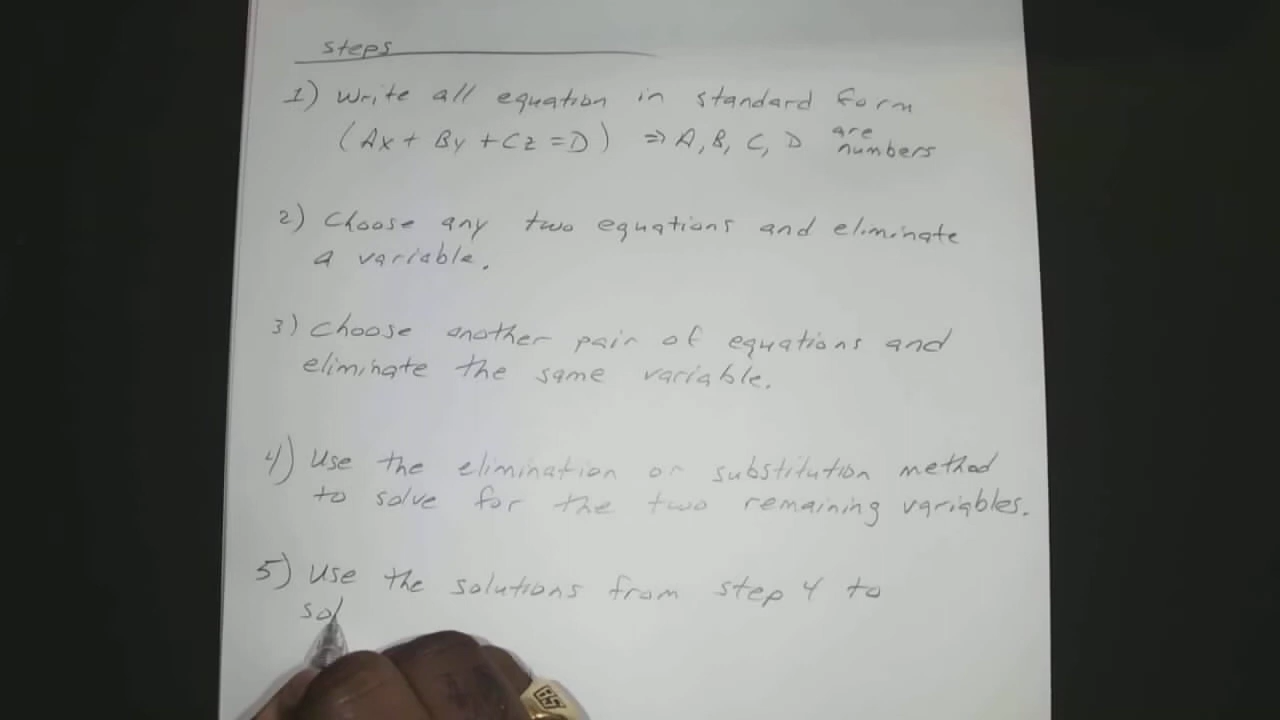 steps
1) Write all equation in standard form
(Ax + By + Cz = D) ⇒ A, B, C, D are numbers
2) Choose any two equations and eliminate
a variable.
3) Choose another pair of equations and
eliminate the same variable.
4) Use the elimination or substitution method
to solve for the two remaining variables.
5) Use the solutions from step 4 to
sol